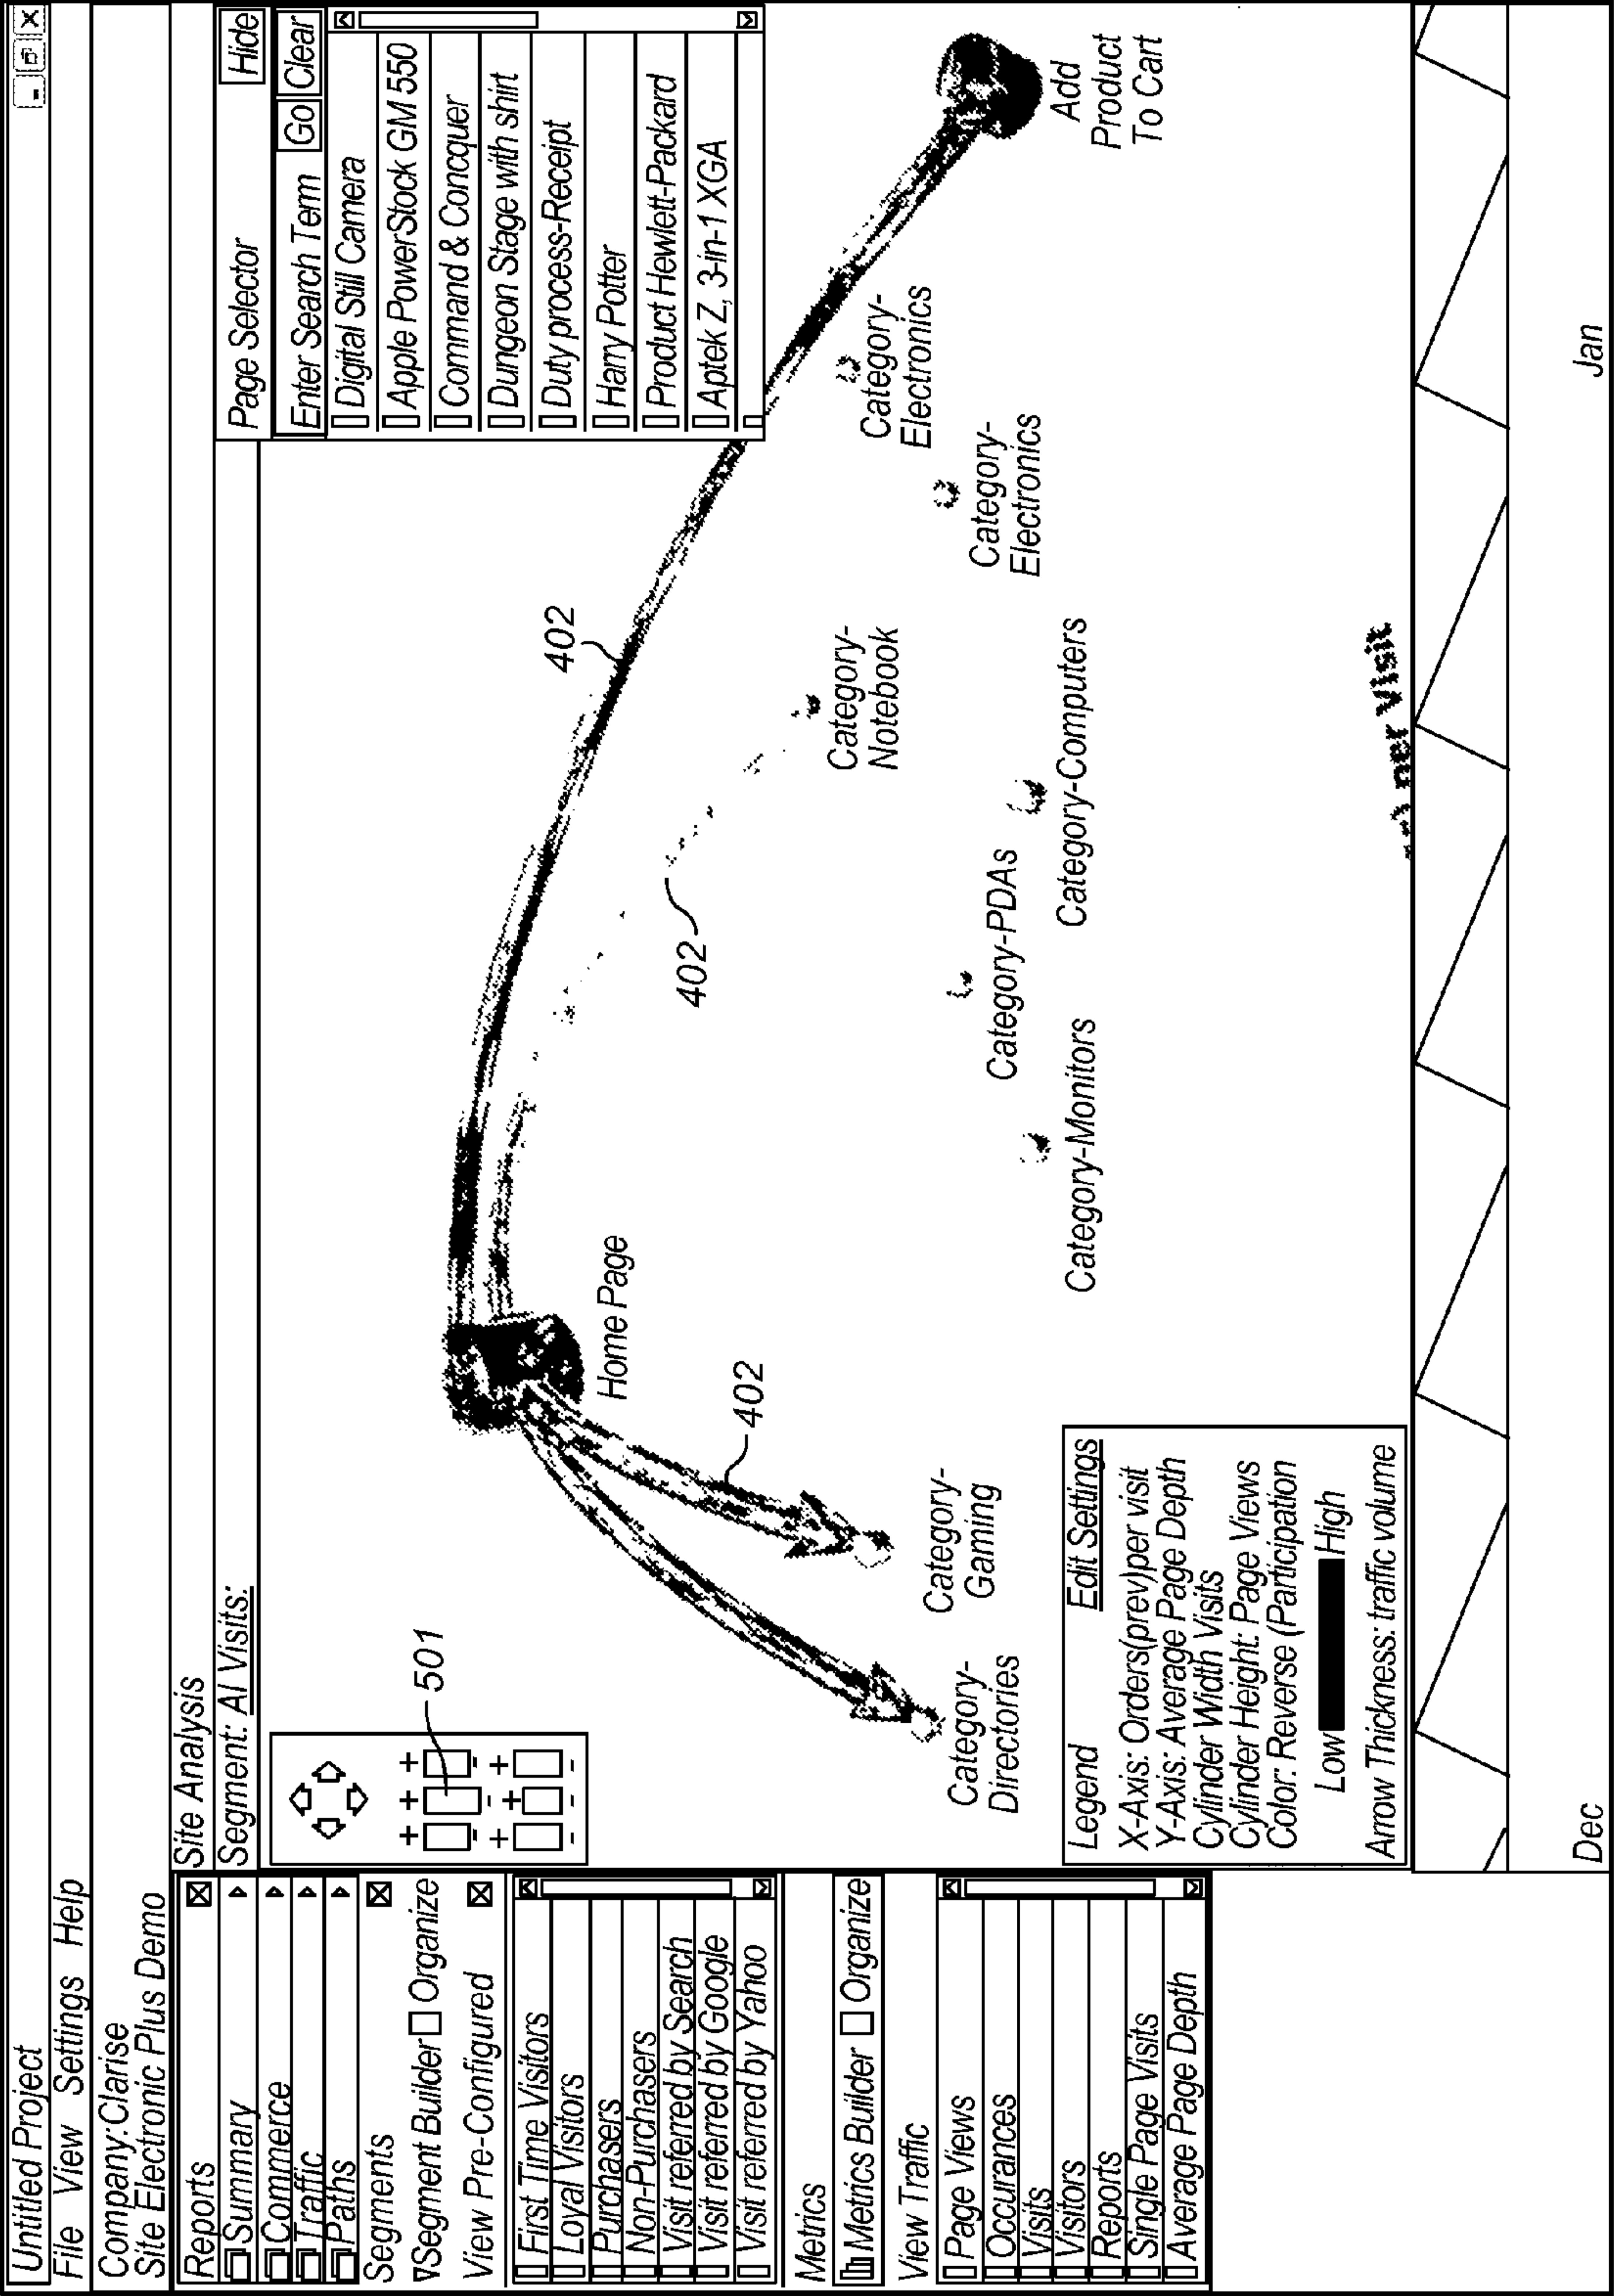 Untitled Project
File View Settings Help
Company:Clarise
Site Electronic Plus Demo
Reports
Summary
Commerce
Traffic
Paths
Segments
Segment Builder Organize
View Pre-Configured
First Time Visitors
Loyal Visitors
Purchasers
Non-Purchasers
Visit referred by Search
Visit referred by Google
Visit referred by Yahoo
Metrics
Metrics Builder Organize
View Traffic
Page Views
Occurances
Visits
Visitors
Reports
Single Page Visits
Average Page Depth
Site Analysis
Segment: Al Visits:
501
Page Selector Hide
Enter Search Term Go Clear
Digital Still Camera
Apple PowerStock GM 550
Command & Concquer
Dungeon Stage with shirt
Duty process-Receipt
Harry Potter
Product Hewlett-Packard
Aptek Z, 3-in-1 XGA
402
Home Page
402
402
Category-
Directories
Category-
Gaming
Category-Monitors
Category-PDAs
Category-Computers
Category-
Notebook
Category-
Electronics
Category-
Electronics
Add
Product
To Cart
Legend Edit Settings
X-Axis: Orders(prev)per visit
Y-Axis: Average Page Depth
Cylinder Width Visits
Cylinder Height: Page Views
Color: Reverse (Participation
Low High
Arrow Thickness: traffic volume
per Visit
Dec Jan